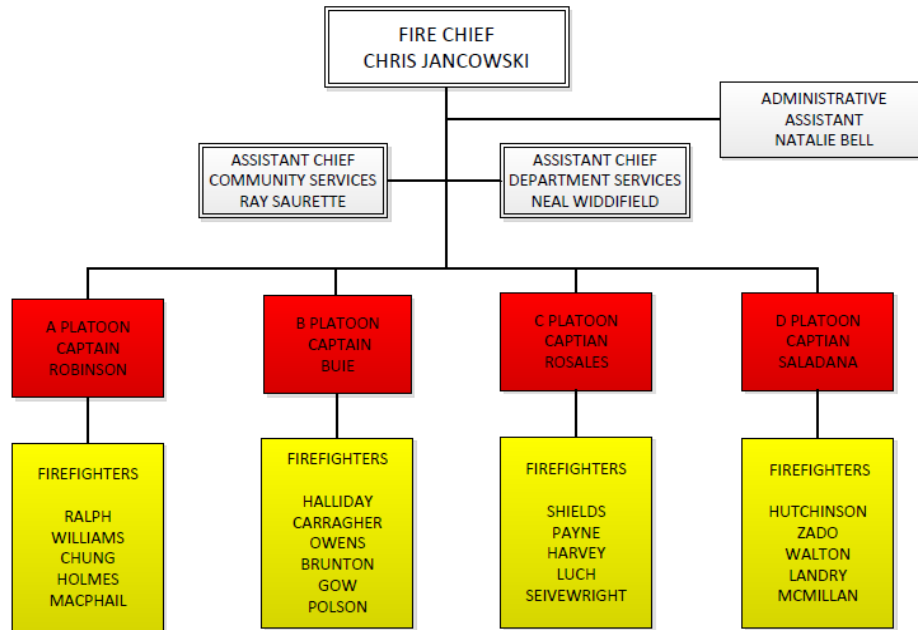 FIRE CHIEF
CHRIS JANCOWSKI
ADMINISTRATIVE
ASSISTANT
NATALIE BELL
ASSISTANT CHIEF
COMMUNITY SERVICES
RAY SAURETTE
ASSISTANT CHIEF
DEPARTMENT SERVICES
NEAL WIDDIFIELD
A PLATOON
CAPTAIN
ROBINSON
B PLATOON
CAPTAIN
BUIE
C PLATOON
CAPTIAN
ROSALES
D PLATOON
CAPTIAN
SALADANA
FIREFIGHTERS
RALPH
WILLIAMS
CHUNG
HOLMES
MACPHAIL
FIREFIGHTERS
HALLIDAY
CARRAGHER
OWENS
BRUNTON
GOW
POLSON
FIREFIGHTERS
SHIELDS
PAYNE
HARVEY
LUCH
SEIVEWRIGHT
FIREFIGHTERS
HUTCHINSON
ZADO
WALTON
LANDRY
MCMILLAN